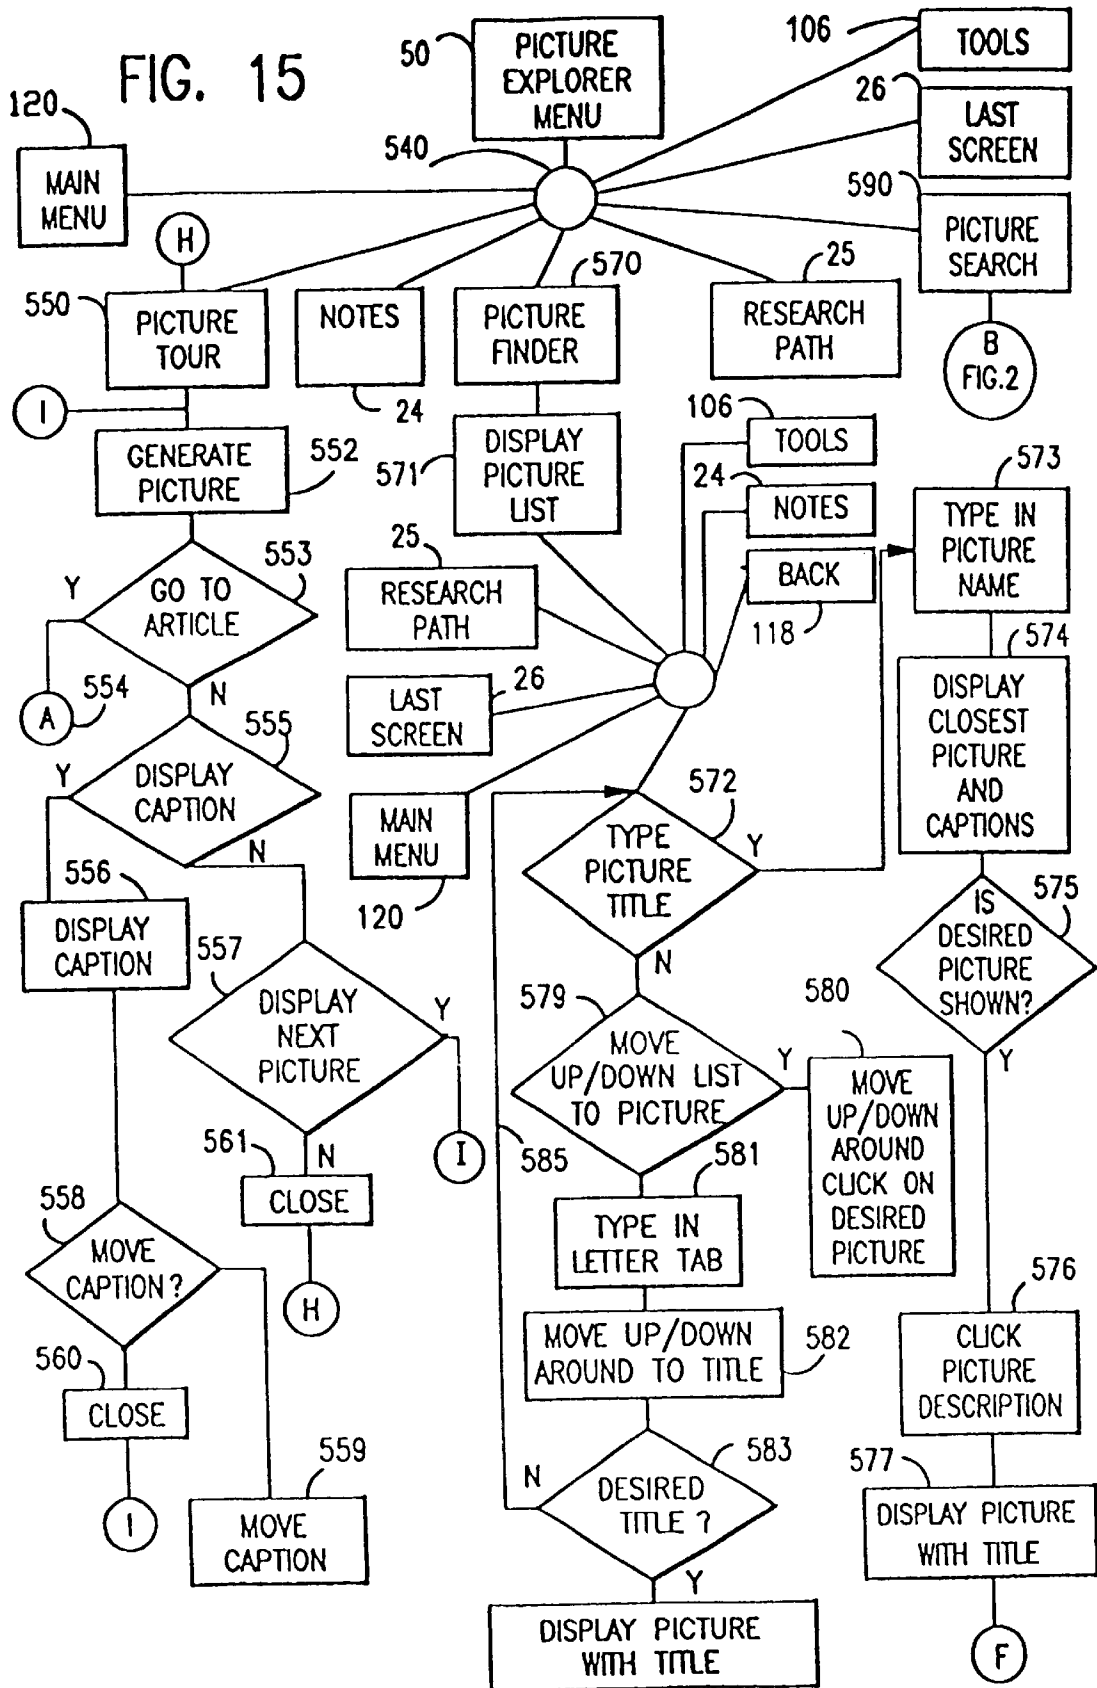 FIG. 15
50
PICTURE
EXPLORER
MENU
106
TOOLS
26
LAST
SCREEN
120
MAIN
MENU
540
590
PICTURE
SEARCH
H
550
PICTURE
TOUR
NOTES
24
570
PICTURE
FINDER
25
RESEARCH
PATH
B
FIG.2
I
GENERATE
PICTURE
552
571
DISPLAY
PICTURE
LIST
106
TOOLS
24
NOTES
BACK
118
573
TYPE IN
PICTURE
NAME
Y
GO TO
ARTICLE
553
N
A
554
25
RESEARCH
PATH
26
LAST
SCREEN
MAIN
MENU
120
574
DISPLAY
CLOSEST
PICTURE
AND
CAPTIONS
Y
DISPLAY
CAPTION
555
N
572
TYPE
PICTURE
TITLE
Y
N
556
DISPLAY
CAPTION
557
DISPLAY
NEXT
PICTURE
Y
N
I
561
CLOSE
H
575
IS
DESIRED
PICTURE
SHOWN?
Y
579
MOVE
UP/DOWN LIST
TO PICTURE
Y
580
MOVE
UP/DOWN
AROUND
CLICK ON
DESIRED
PICTURE
585
581
TYPE IN
LETTER TAB
558
MOVE
CAPTION?
560
CLOSE
I
559
MOVE
CAPTION
MOVE UP/DOWN
AROUND TO TITLE
582
576
CLICK
PICTURE
DESCRIPTION
583
DESIRED
TITLE?
N
Y
DISPLAY PICTURE
WITH TITLE
577
DISPLAY PICTURE
WITH TITLE
F